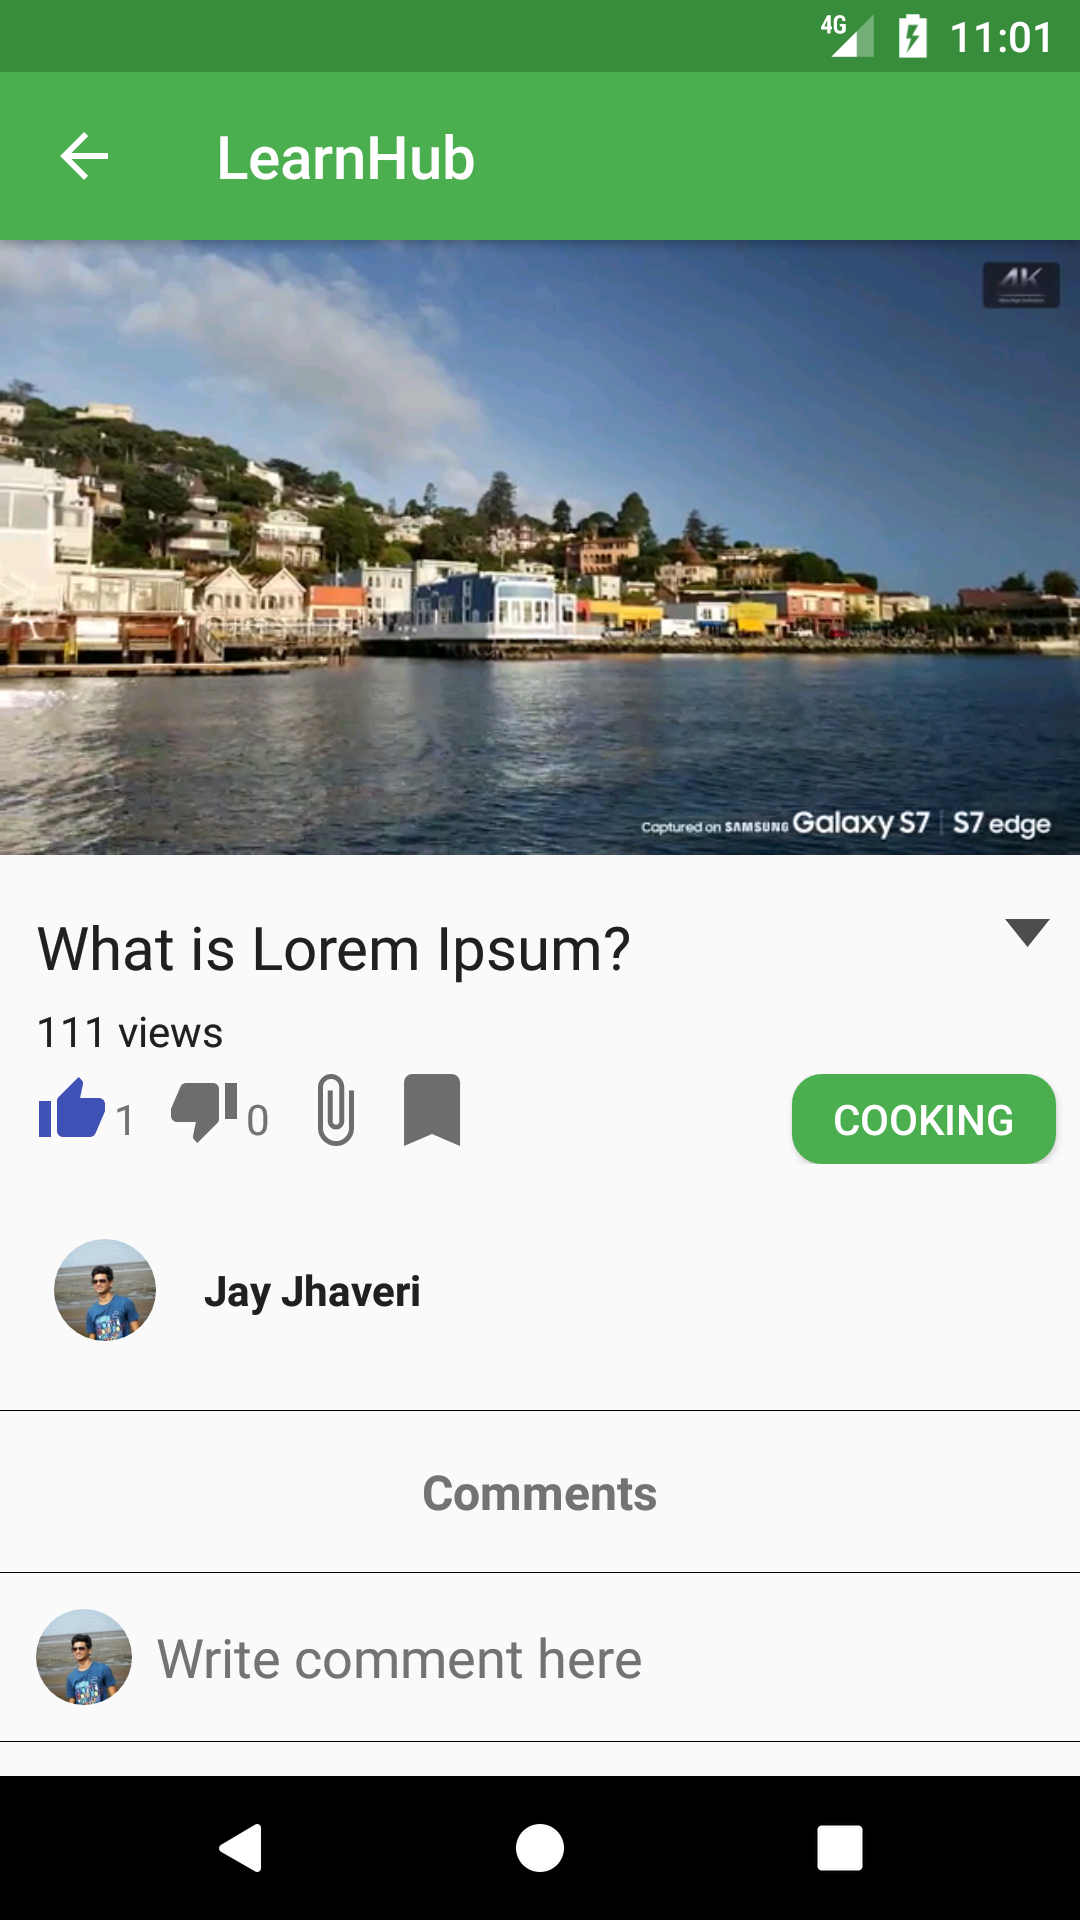 4G 11:01
LearnHub
4K
Captured on SAMSUNG Galaxy S7 | S7 edge
What is Lorem Ipsum?
111 views
1 0 COOKING
Jay Jhaveri
Comments
Write comment here